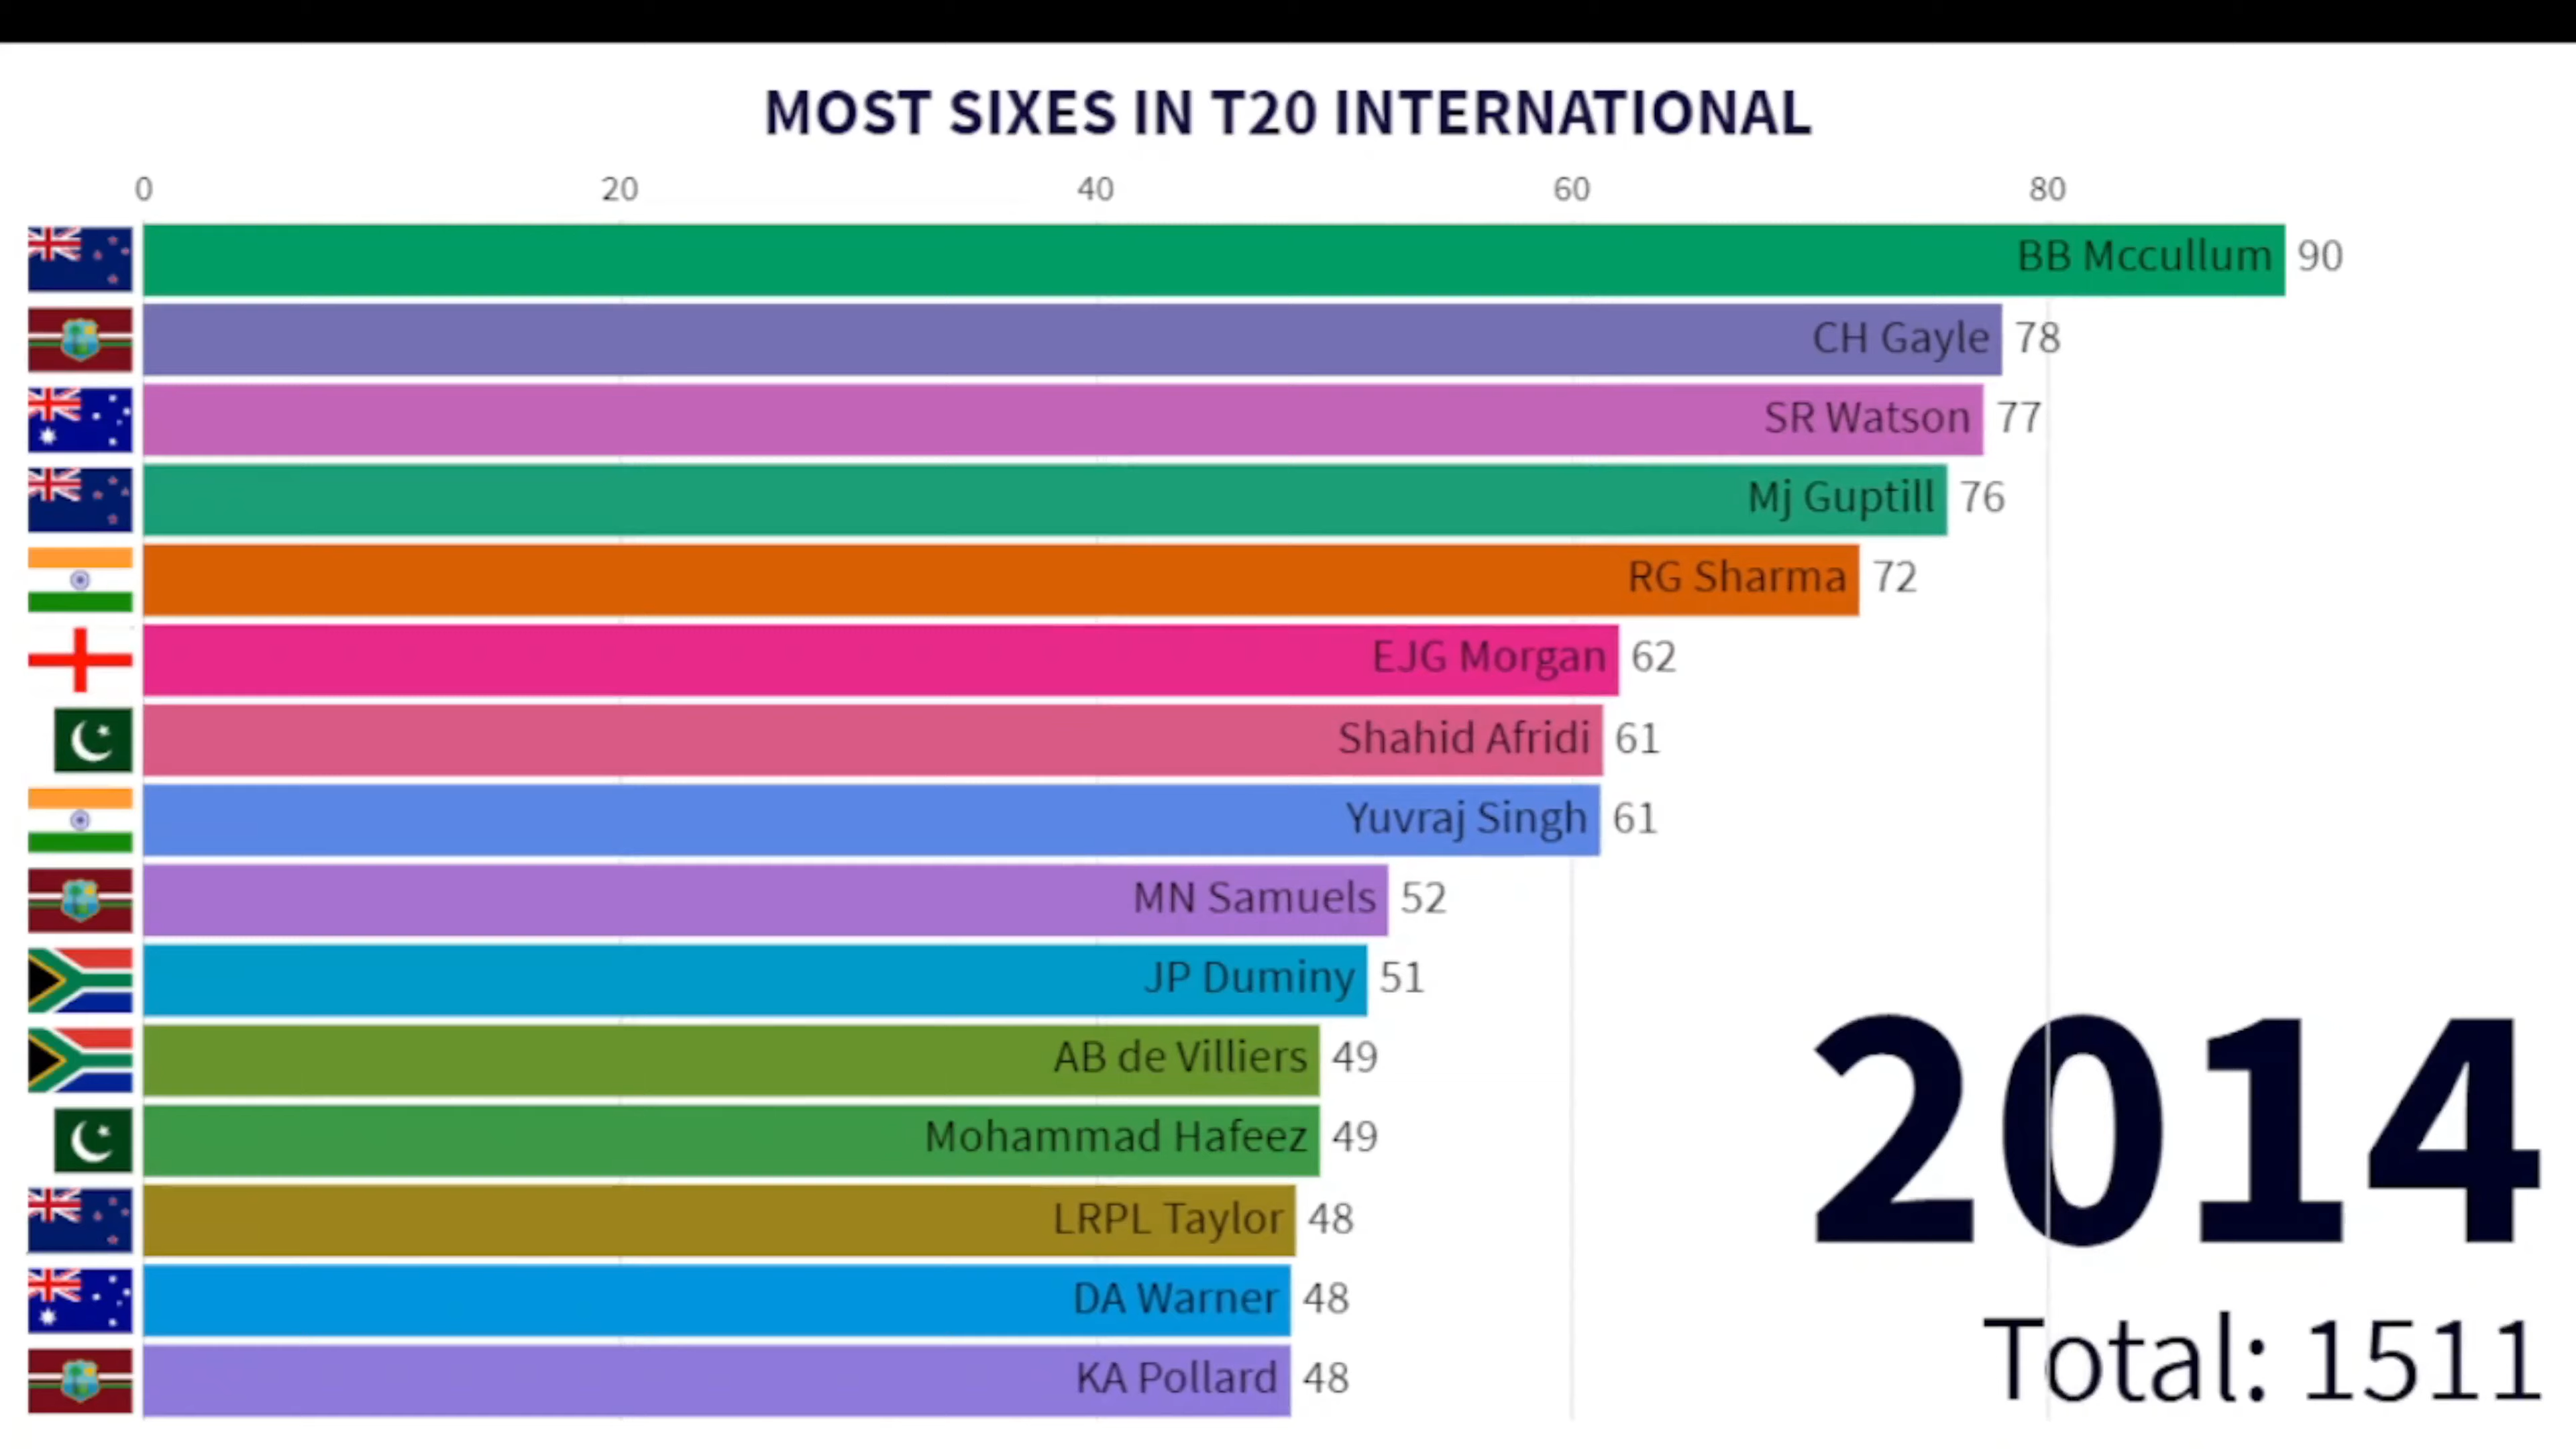 MOST SIXES IN T20 INTERNATIONAL
0 20 40 60 80
BB Mccullum 90
CH Gayle 78
SR Watson 77
Mj Guptill 76
RG Sharma 72
EJG Morgan 62
Shahid Afridi 61
Yuvraj Singh 61
MN Samuels 52
JP Duminy 51
AB de Villiers 49
Mohammad Hafeez 49
LRPL Taylor 48
DA Warner 48
KA Pollard 48
2014
Total: 1511